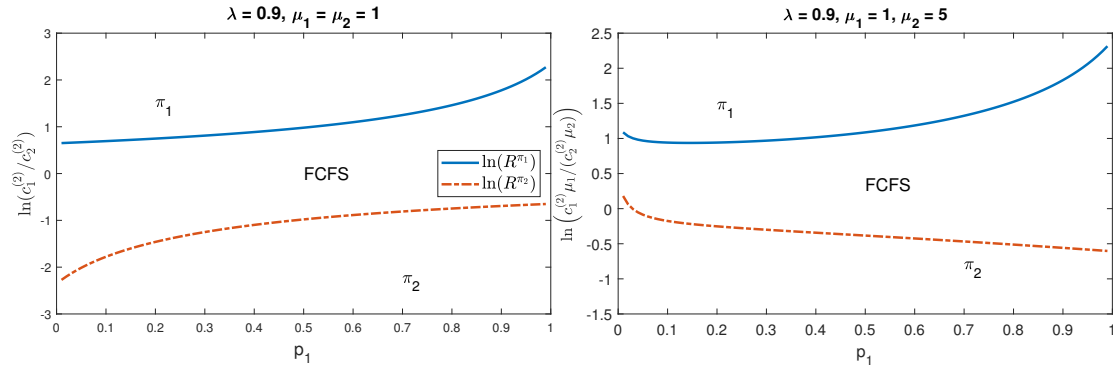 λ = 0.9, μ₁ = μ₂ = 1
3
2
1
0
-1
-2
-3
ln(c₁⁽²⁾/c₂⁽²⁾)
π₁
FCFS
π₂
ln(R^π₁)
ln(R^π₂)
0 0.1 0.2 0.3 0.4 0.5 0.6 0.7 0.8 0.9 1
p₁
λ = 0.9, μ₁ = 1, μ₂ = 5
2.5
2
1.5
1
0.5
0
-0.5
-1
-1.5
ln(c₁⁽²⁾μ₁/(c₂⁽²⁾μ₂))
π₁
FCFS
π₂
0 0.1 0.2 0.3 0.4 0.5 0.6 0.7 0.8 0.9 1
p₁